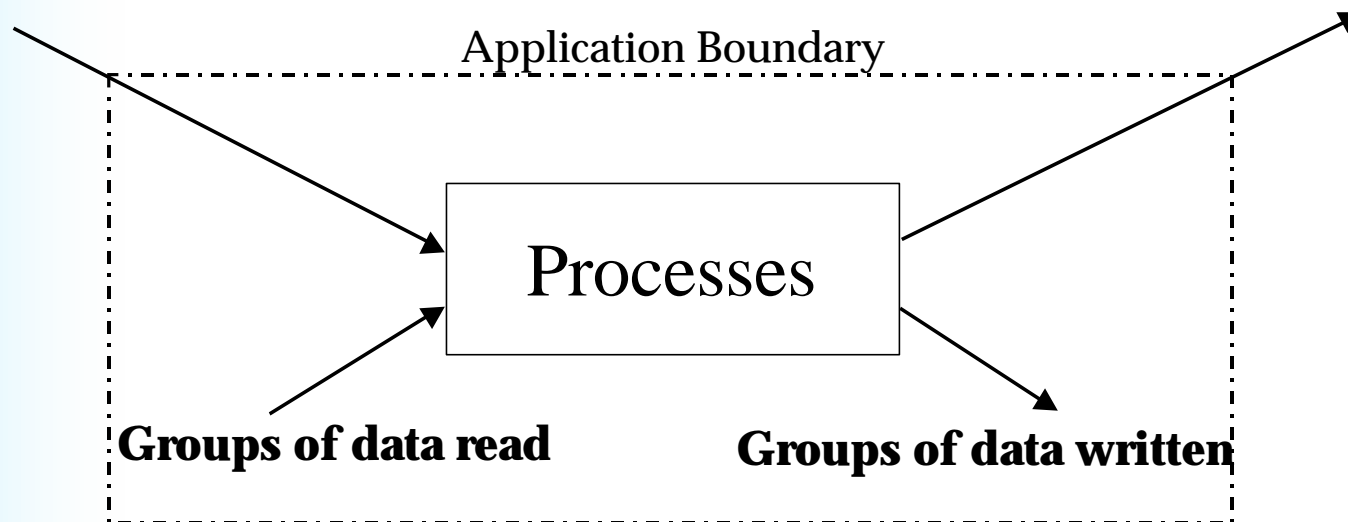 Application Boundary
Processes
Groups of data read
Groups of data written